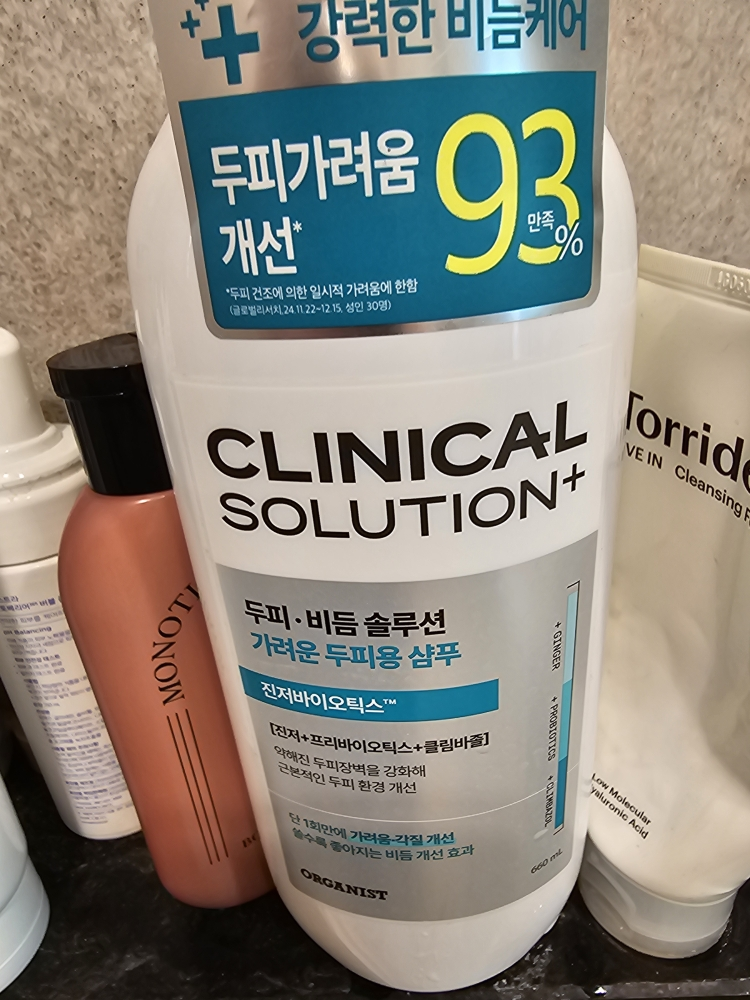 강력한 비듬케어
두피가려움
개선*
93
만족
%
*두피 건조에 의한 일시적 가려움에 한함
(글로벌리서치,24.11.22~12.15, 성인 30명)
CLINICAL
SOLUTION+
두피·비듬 솔루션
가려운 두피용 샴푸
진저바이오틱스™
[진저+프리바이오틱스+클림바졸]
약해진 두피장벽을 강화해
근본적인 두피 환경 개선
단 1회만에 가려움·각질 개선
쓸수록 좋아지는 비듬 개선 효과
ORGANIST
660 mL
+ GINGER
+ PROBIOTICS
+ CLIMBAZOL
MONOT
Torrid
VE IN Cleansing
Low Molecular
yaluronic Acid